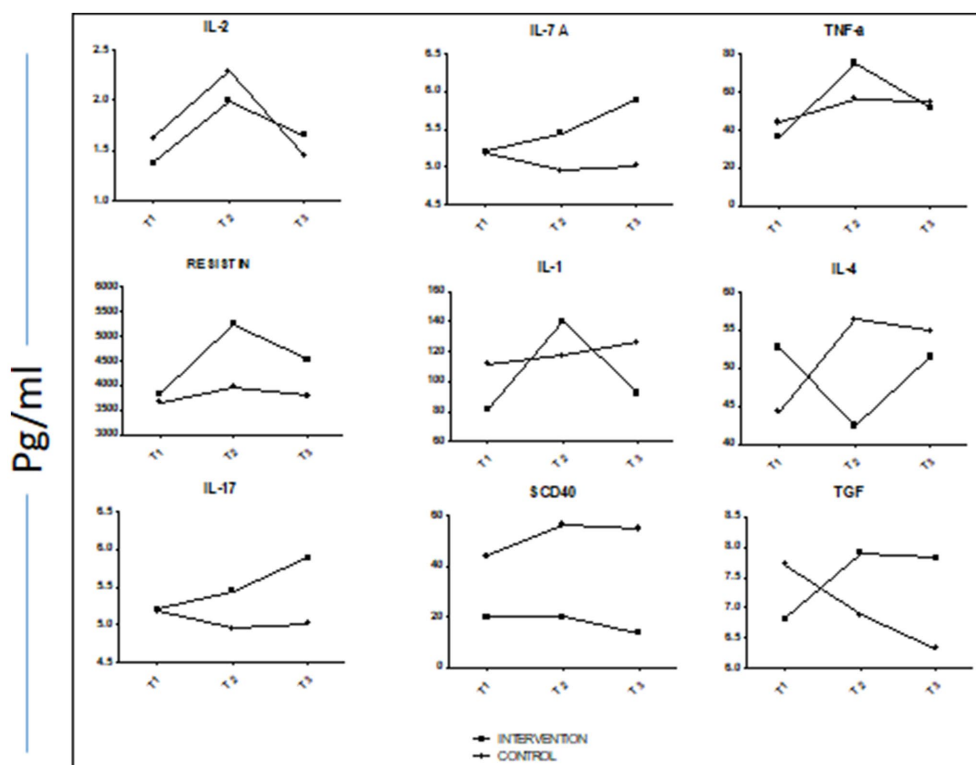 Pg/ml
IL-2
2.5
2.0
1.5
1.0
T1
T2
T3
IL-7 A
6.5
6.0
5.5
5.0
4.5
T1
T2
T3
TNF-a
80
60
40
20
0
T1
T2
T3
RESISTIN
6000
5500
5000
4500
4000
3500
3000
T1
T2
T3
IL-1
160
140
120
100
80
60
T1
T2
T3
IL-4
60
55
50
45
40
T1
T2
T3
IL-17
6.5
6.0
5.5
5.0
4.5
T1
T2
T3
SCD40
60
40
20
0
T1
T2
T3
TGF
8.5
8.0
7.5
7.0
6.5
6.0
T1
T2
T3
INTERVENTION
CONTROL